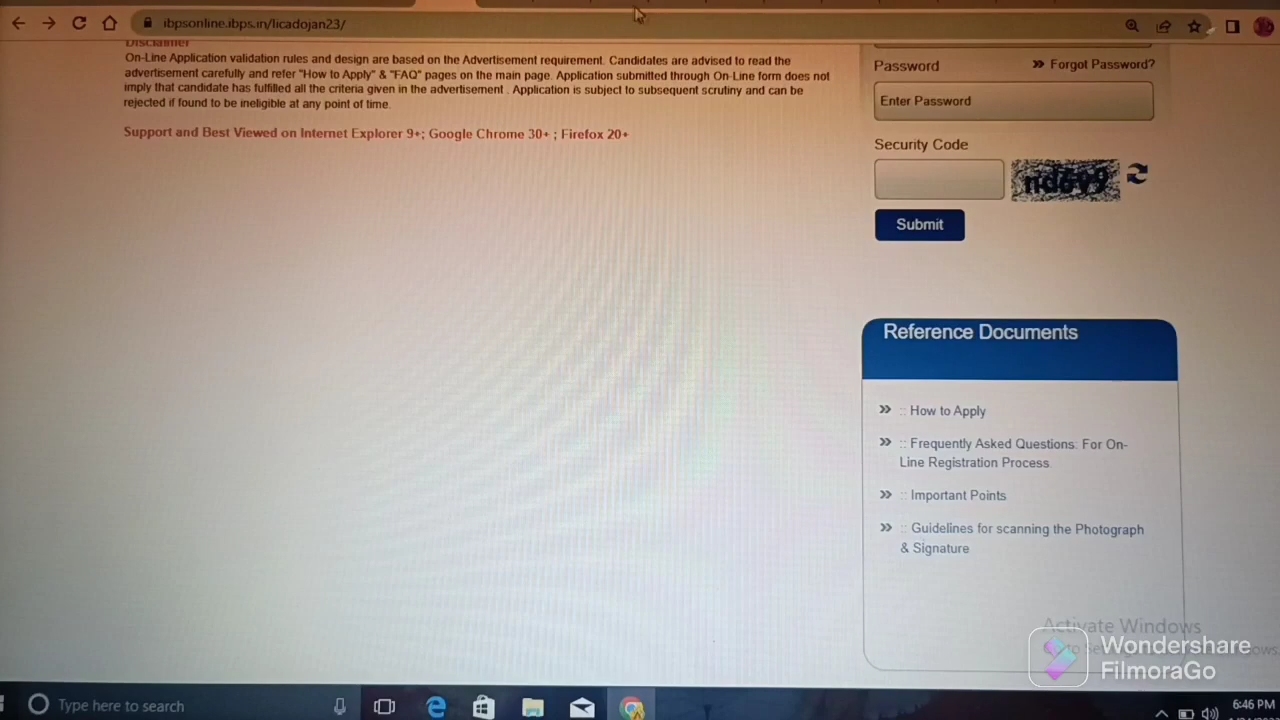 ibpsonline.ibps.in/licadojan23/
Disclaimer
On-Line Application validation rules and design are based on the Advertisement requirement. Candidates are advised to read the
advertisement carefully and refer "How to Apply" & "FAQ" pages on the main page. Application submitted through On-Line form does not
imply that candidate has fulfilled all the criteria given in the advertisement . Application is subject to subsequent scrutiny and can be
rejected if found to be ineligible at any point of time.
Support and Best Viewed on Internet Explorer 9+; Google Chrome 30+ ; Firefox 20+
Password
Forgot Password?
Enter Password
Security Code
Submit
Reference Documents
:: How to Apply
:: Frequently Asked Questions: For On-
Line Registration Process
:: Important Points
:: Guidelines for scanning the Photograph
& Signature
Activate Windows
Wondershare
FilmoraGo
Type here to search
6:46 PM